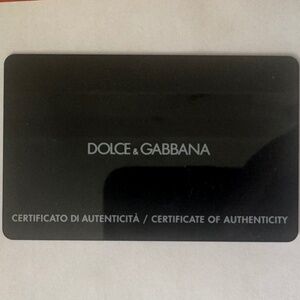 DOLCE & GABBANA
CERTIFICATO DI AUTENTICITÀ / CERTIFICATE OF AUTHENTICITY